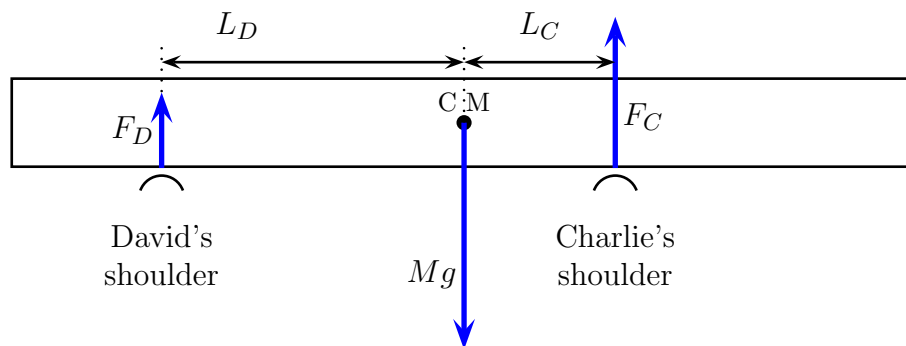 L_D L_C
C M
F_D F_C
David's Charlie's
shoulder shoulder
Mg